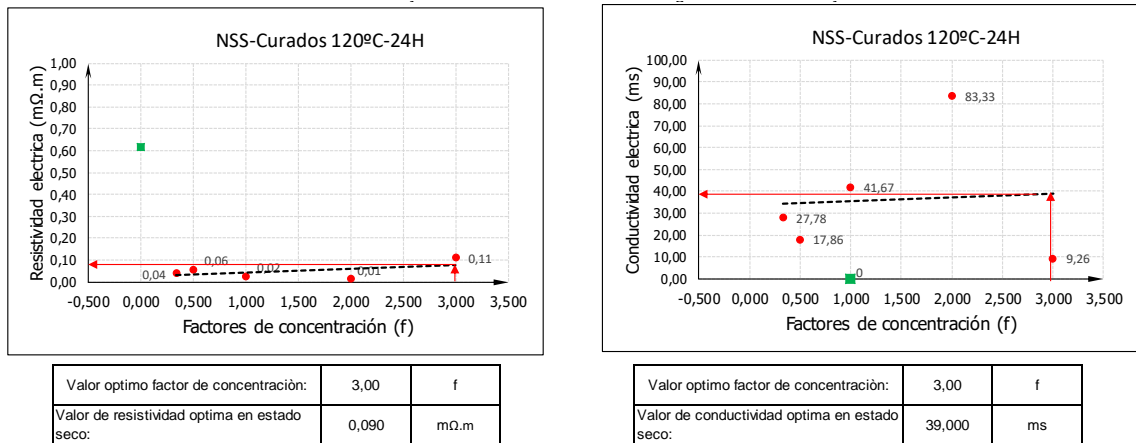 NSS-Curados 120ºC-24H
1,00
0,90
0,80
0,70
0,60
0,50
0,40
0,30
0,20
0,10
0,00
Resistividad electrica (mΩ.m)
0,04
0,06
0,02
0,01
0,11
-0,500 0,000 0,500 1,000 1,500 2,000 2,500 3,000 3,500
Factores de concentración (f)
Valor optimo factor de concentraciòn: 3,00 f
Valor de resistividad optima en estado
seco: 0,090 mΩ.m
NSS-Curados 120ºC-24H
100,00
90,00
80,00
70,00
60,00
50,00
40,00
30,00
20,00
10,00
0,00
Conductividad electrica (ms)
27,78
17,86
41,67
0
83,33
9,26
-0,500 0,000 0,500 1,000 1,500 2,000 2,500 3,000 3,500
Factores de concentración (f)
Valor optimo factor de concentraciòn: 3,00 f
Valor de conductividad optima en estado
seco: 39,000 ms